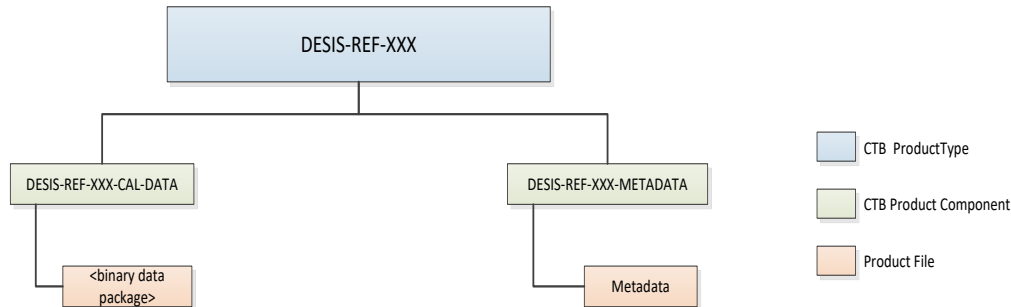 DESIS-REF-XXX
DESIS-REF-XXX-CAL-DATA
DESIS-REF-XXX-METADATA
<binary data
package>
Metadata
CTB ProductType
CTB Product Component
Product File